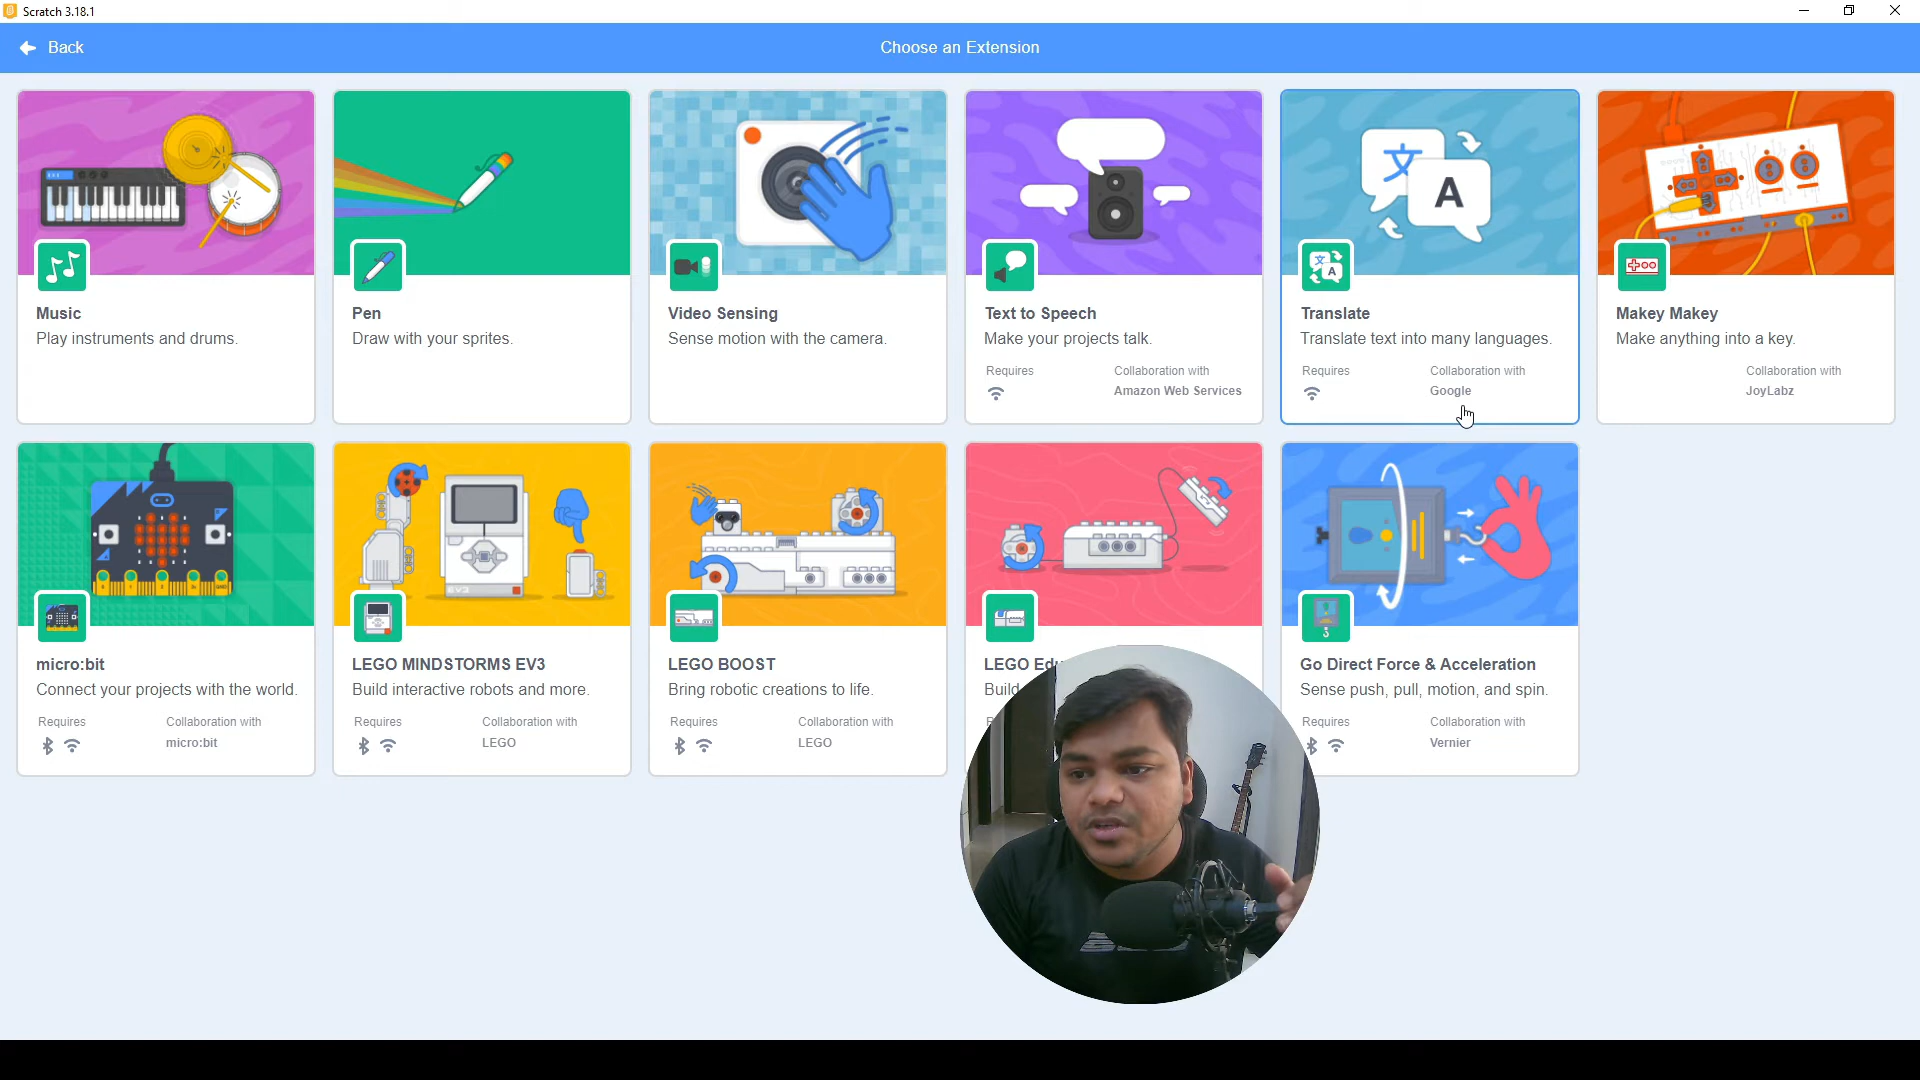 Scratch 3.18.1
Back
Choose an Extension
Music
Play instruments and drums.
Pen
Draw with your sprites.
Video Sensing
Sense motion with the camera.
Text to Speech
Make your projects talk.
Requires
Collaboration with
Amazon Web Services
文
A
文
A
Translate
Translate text into many languages.
Requires
Collaboration with
Google
Makey Makey
Make anything into a key.
Collaboration with
JoyLabz
micro:bit
Connect your projects with the world.
Requires
Collaboration with
micro:bit
EV3
LEGO MINDSTORMS EV3
Build interactive robots and more.
Requires
Collaboration with
LEGO
LEGO BOOST
Bring robotic creations to life.
Requires
Collaboration with
LEGO
LEGO
Build
Go Direct Force & Acceleration
Sense push, pull, motion, and spin.
Requires
Collaboration with
Vernier